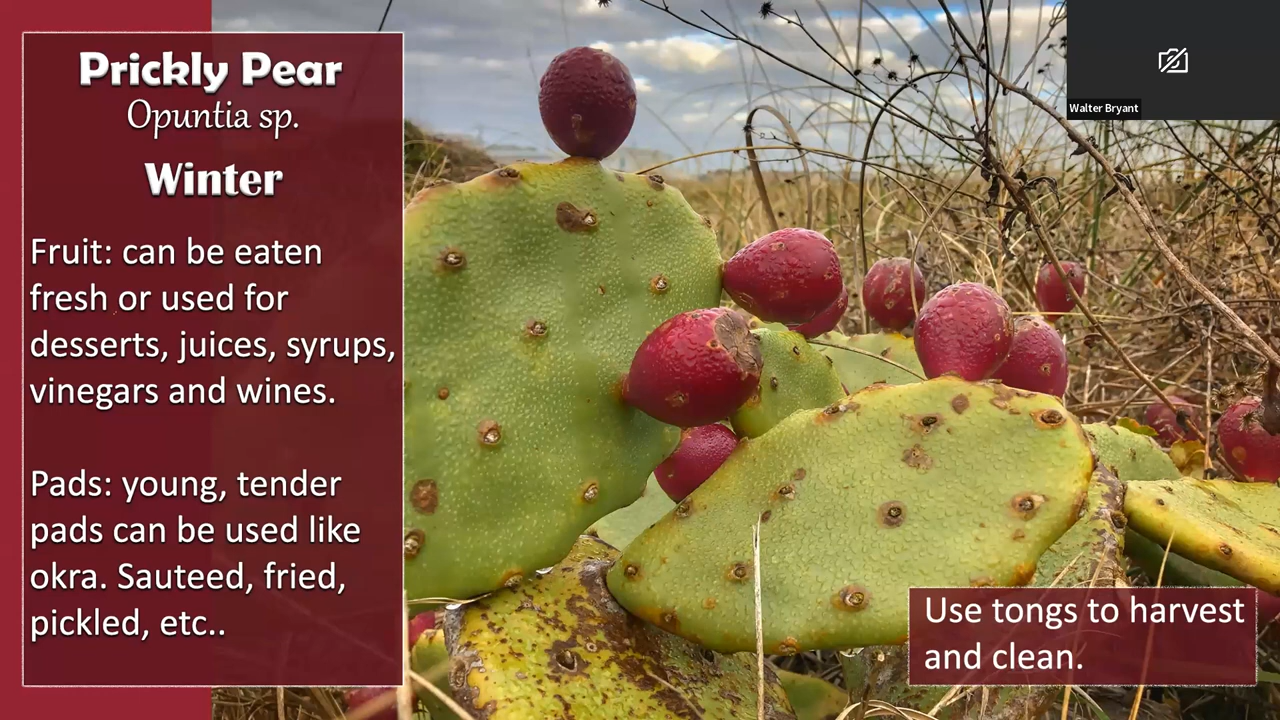 Prickly Pear
Opuntia sp.
Winter
Fruit: can be eaten
fresh or used for
desserts, juices, syrups,
vinegars and wines.
Pads: young, tender
pads can be used like
okra. Sauteed, fried,
pickled, etc..
Use tongs to harvest
and clean.
Walter Bryant